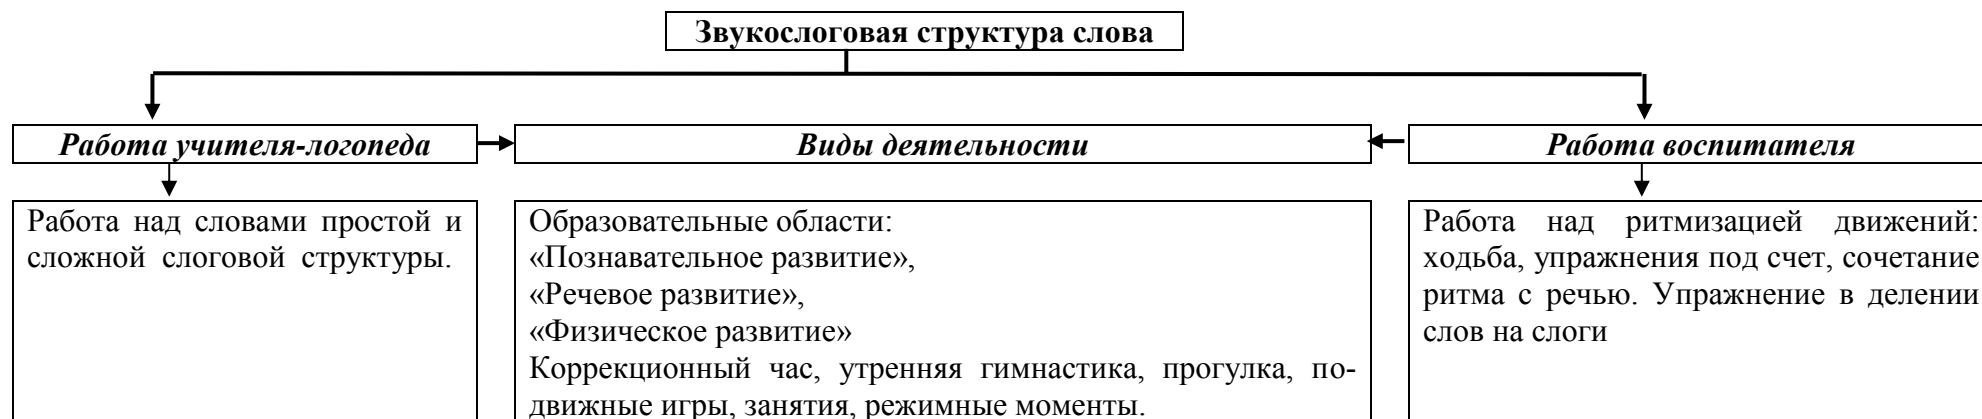 Звукослоговая структура слова
Работа учителя-логопеда
Виды деятельности
Работа воспитателя
Работа над словами простой и
сложной слоговой структуры.
Образовательные области:
«Познавательное развитие»,
«Речевое развитие»,
«Физическое развитие»
Коррекционный час, утренняя гимнастика, прогулка, по-
движные игры, занятия, режимные моменты.
Работа над ритмизацией движений:
ходьба, упражнения под счет, сочетание
ритма с речью. Упражнение в делении
слов на слоги